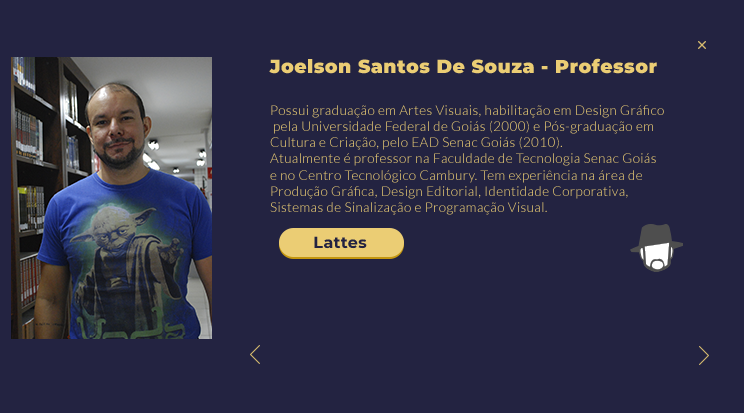 Joelson Santos De Souza - Professor
Possui graduação em Artes Visuais, habilitação em Design Gráfico
pela Universidade Federal de Goiás (2000) e Pós-graduação em
Cultura e Criação, pelo EAD Senac Goiás (2010).
Atualmente é professor na Faculdade de Tecnologia Senac Goiás
e no Centro Tecnológico Cambury. Tem experiência na área de
Produção Gráfica, Design Editorial, Identidade Corporativa,
Sistemas de Sinalização e Programação Visual.
Lattes